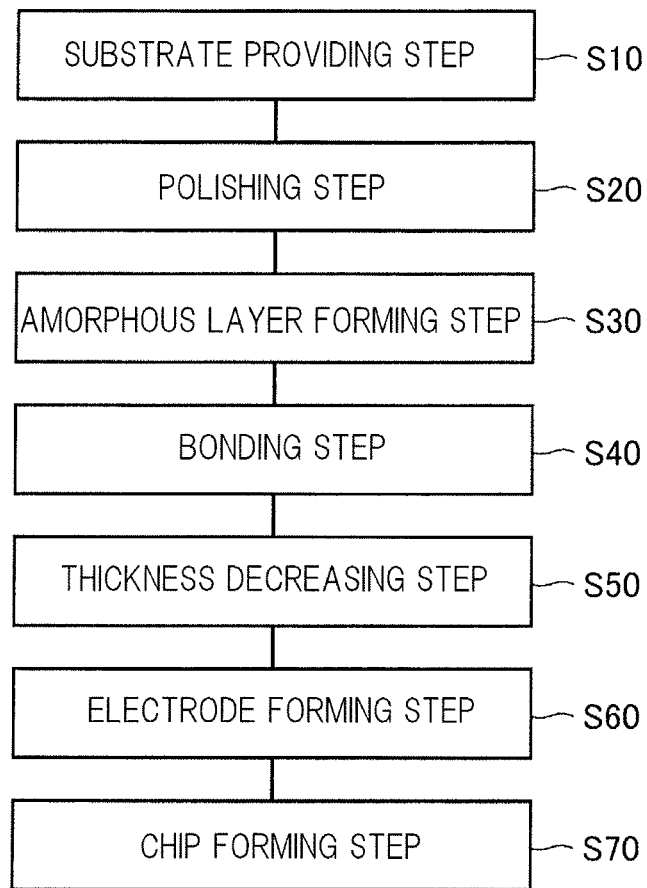 SUBSTRATE PROVIDING STEP S10
POLISHING STEP S20
AMORPHOUS LAYER FORMING STEP S30
BONDING STEP S40
THICKNESS DECREASING STEP S50
ELECTRODE FORMING STEP S60
CHIP FORMING STEP S70